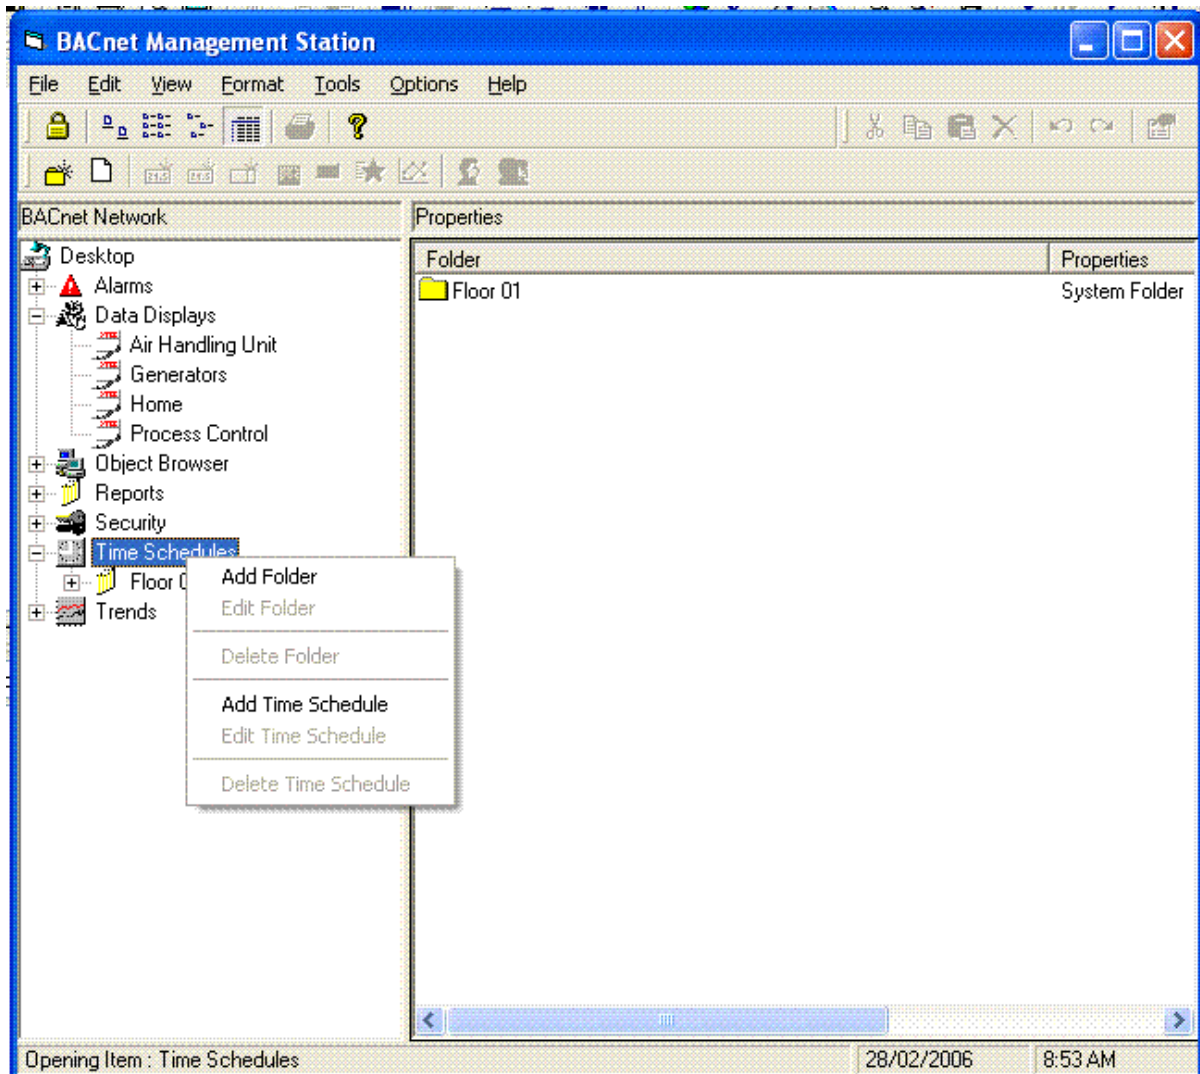 BACnet Management Station
File Edit View Format Tools Options Help
BACnet Network
Properties
Desktop
Alarms
Data Displays
Air Handling Unit
Generators
Home
Process Control
Object Browser
Reports
Security
Time Schedules
Floor 0
Trends
Add Folder
Edit Folder
Delete Folder
Add Time Schedule
Edit Time Schedule
Delete Time Schedule
Folder Properties
Floor 01 System Folder
Opening Item : Time Schedules 28/02/2006 8:53 AM